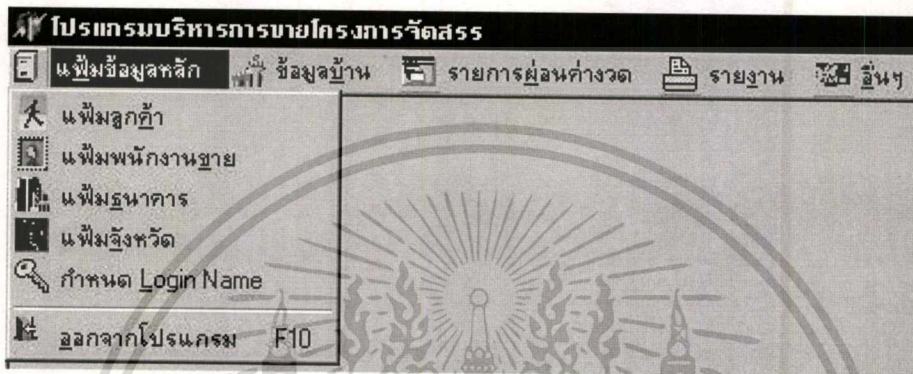 โปรแกรมบริหารการขายโครงการจัดสรร
แฟ้มข้อมูลหลัก ข้อมูลบ้าน รายการผ่อนค่างวด รายงาน อื่นๆ
แฟ้มลูกค้า
แฟ้มพนักงานขาย
แฟ้มธนาคาร
แฟ้มจังหวัด
กำหนด Login Name
ออกจากโปรแกรม F10